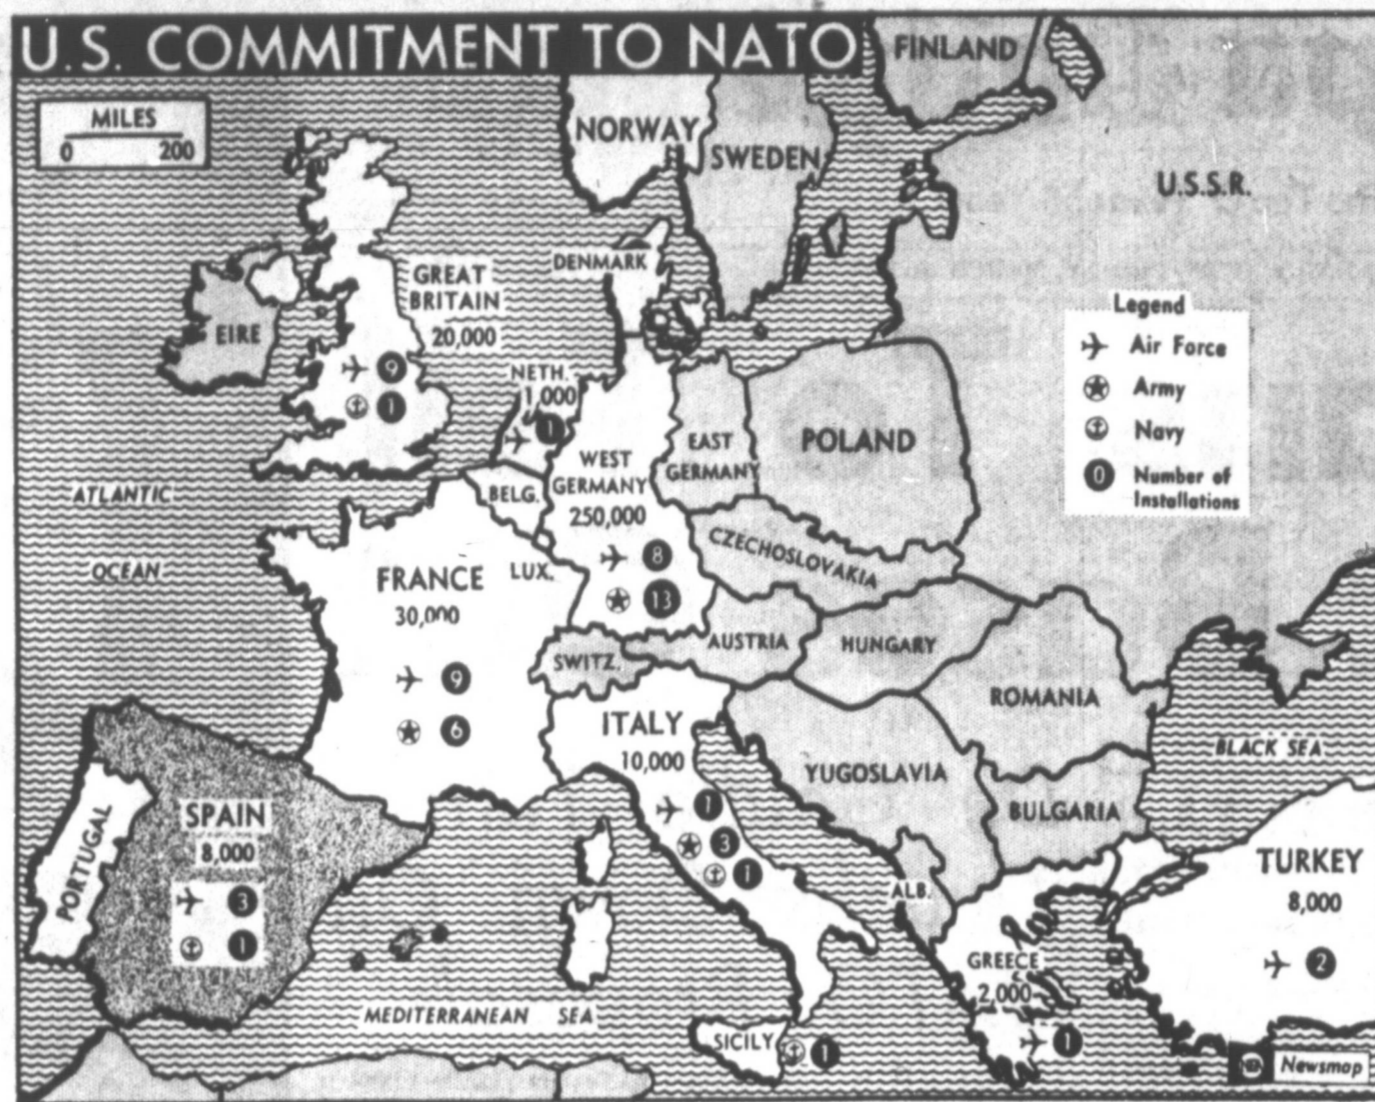 U.S. COMMITMENT TO NATO
MILES
0 200
FINLAND
NORWAY
SWEDEN
U.S.S.R.
DENMARK
GREAT
BRITAIN
20,000
9
1
EIRE
NETH.
1,000
1
Legend
Air Force
Army
Navy
0 Number of
Installations
WEST
GERMANY
250,000
8
13
EAST
GERMANY
POLAND
BELG.
LUX.
ATLANTIC
OCEAN
FRANCE
30,000
9
6
CZECHOSLOVAKIA
SWITZ.
AUSTRIA
HUNGARY
ROMANIA
ITALY
10,000
1
3
1
YUGOSLAVIA
BULGARIA
BLACK SEA
PORTUGAL
SPAIN
8,000
3
1
ALB.
TURKEY
8,000
2
GREECE
2,000
1
MEDITERRANEAN SEA
SICILY
1
Newsmap